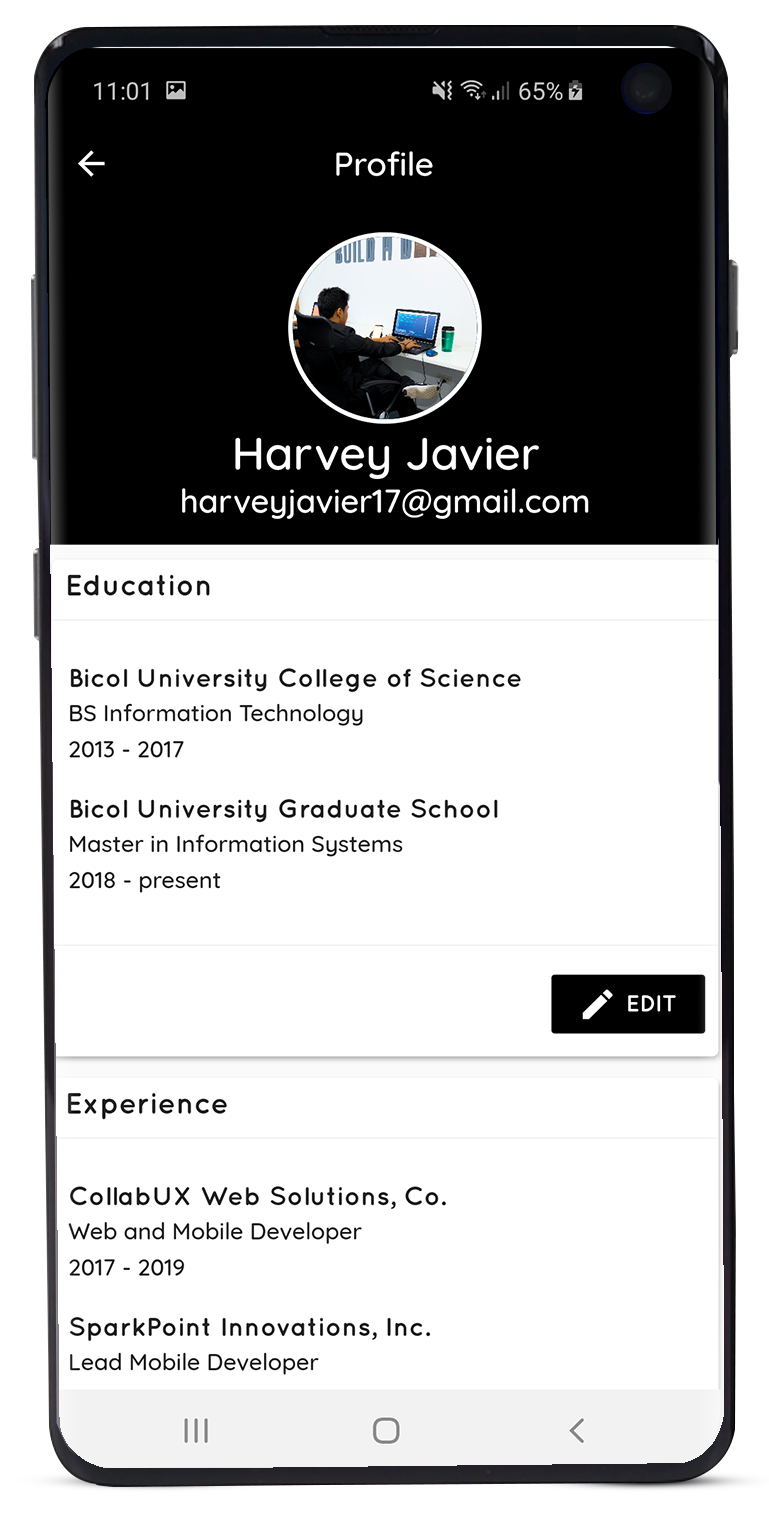 11:01 65%
Profile
BUILD A
Harvey Javier
harveyjavier17@gmail.com
Education
Bicol University College of Science
BS Information Technology
2013 - 2017
Bicol University Graduate School
Master in Information Systems
2018 - present
EDIT
Experience
CollabUX Web Solutions, Co.
Web and Mobile Developer
2017 - 2019
SparkPoint Innovations, Inc.
Lead Mobile Developer